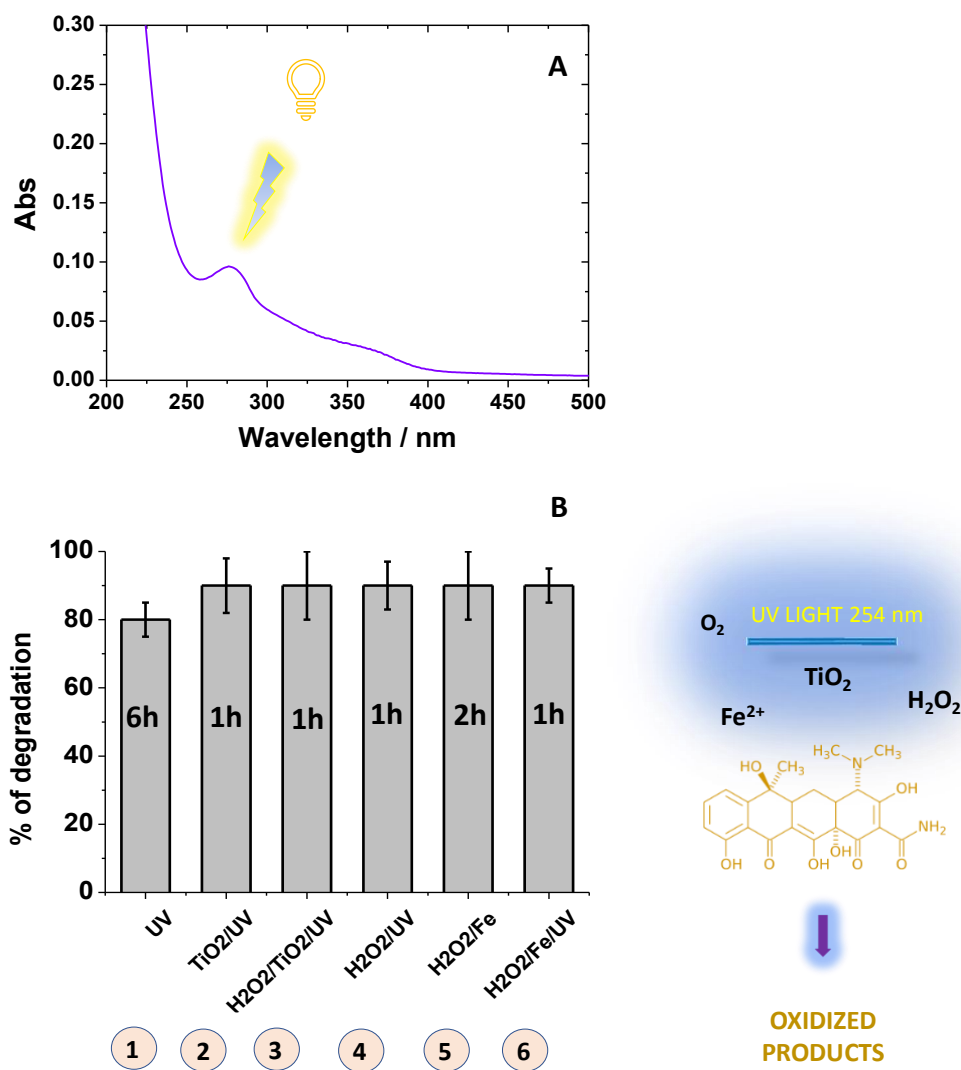 A
0.30
0.25
0.20
0.15
0.10
0.05
0.00
Abs
200 250 300 350 400 450 500
Wavelength / nm
B
100
80
60
40
20
0
% of degradation
6h 1h 1h 1h 2h 1h
UV
TiO2/UV
H2O2/TiO2/UV
H2O2/UV
H2O2/Fe
H2O2/Fe/UV
1 2 3 4 5 6
O₂
UV LIGHT 254 nm
TiO₂
H₂O₂
Fe²⁺
HO CH₃ H₃C N CH₃
OH
NH₂
OH O OH OH O O
OXIDIZED
PRODUCTS